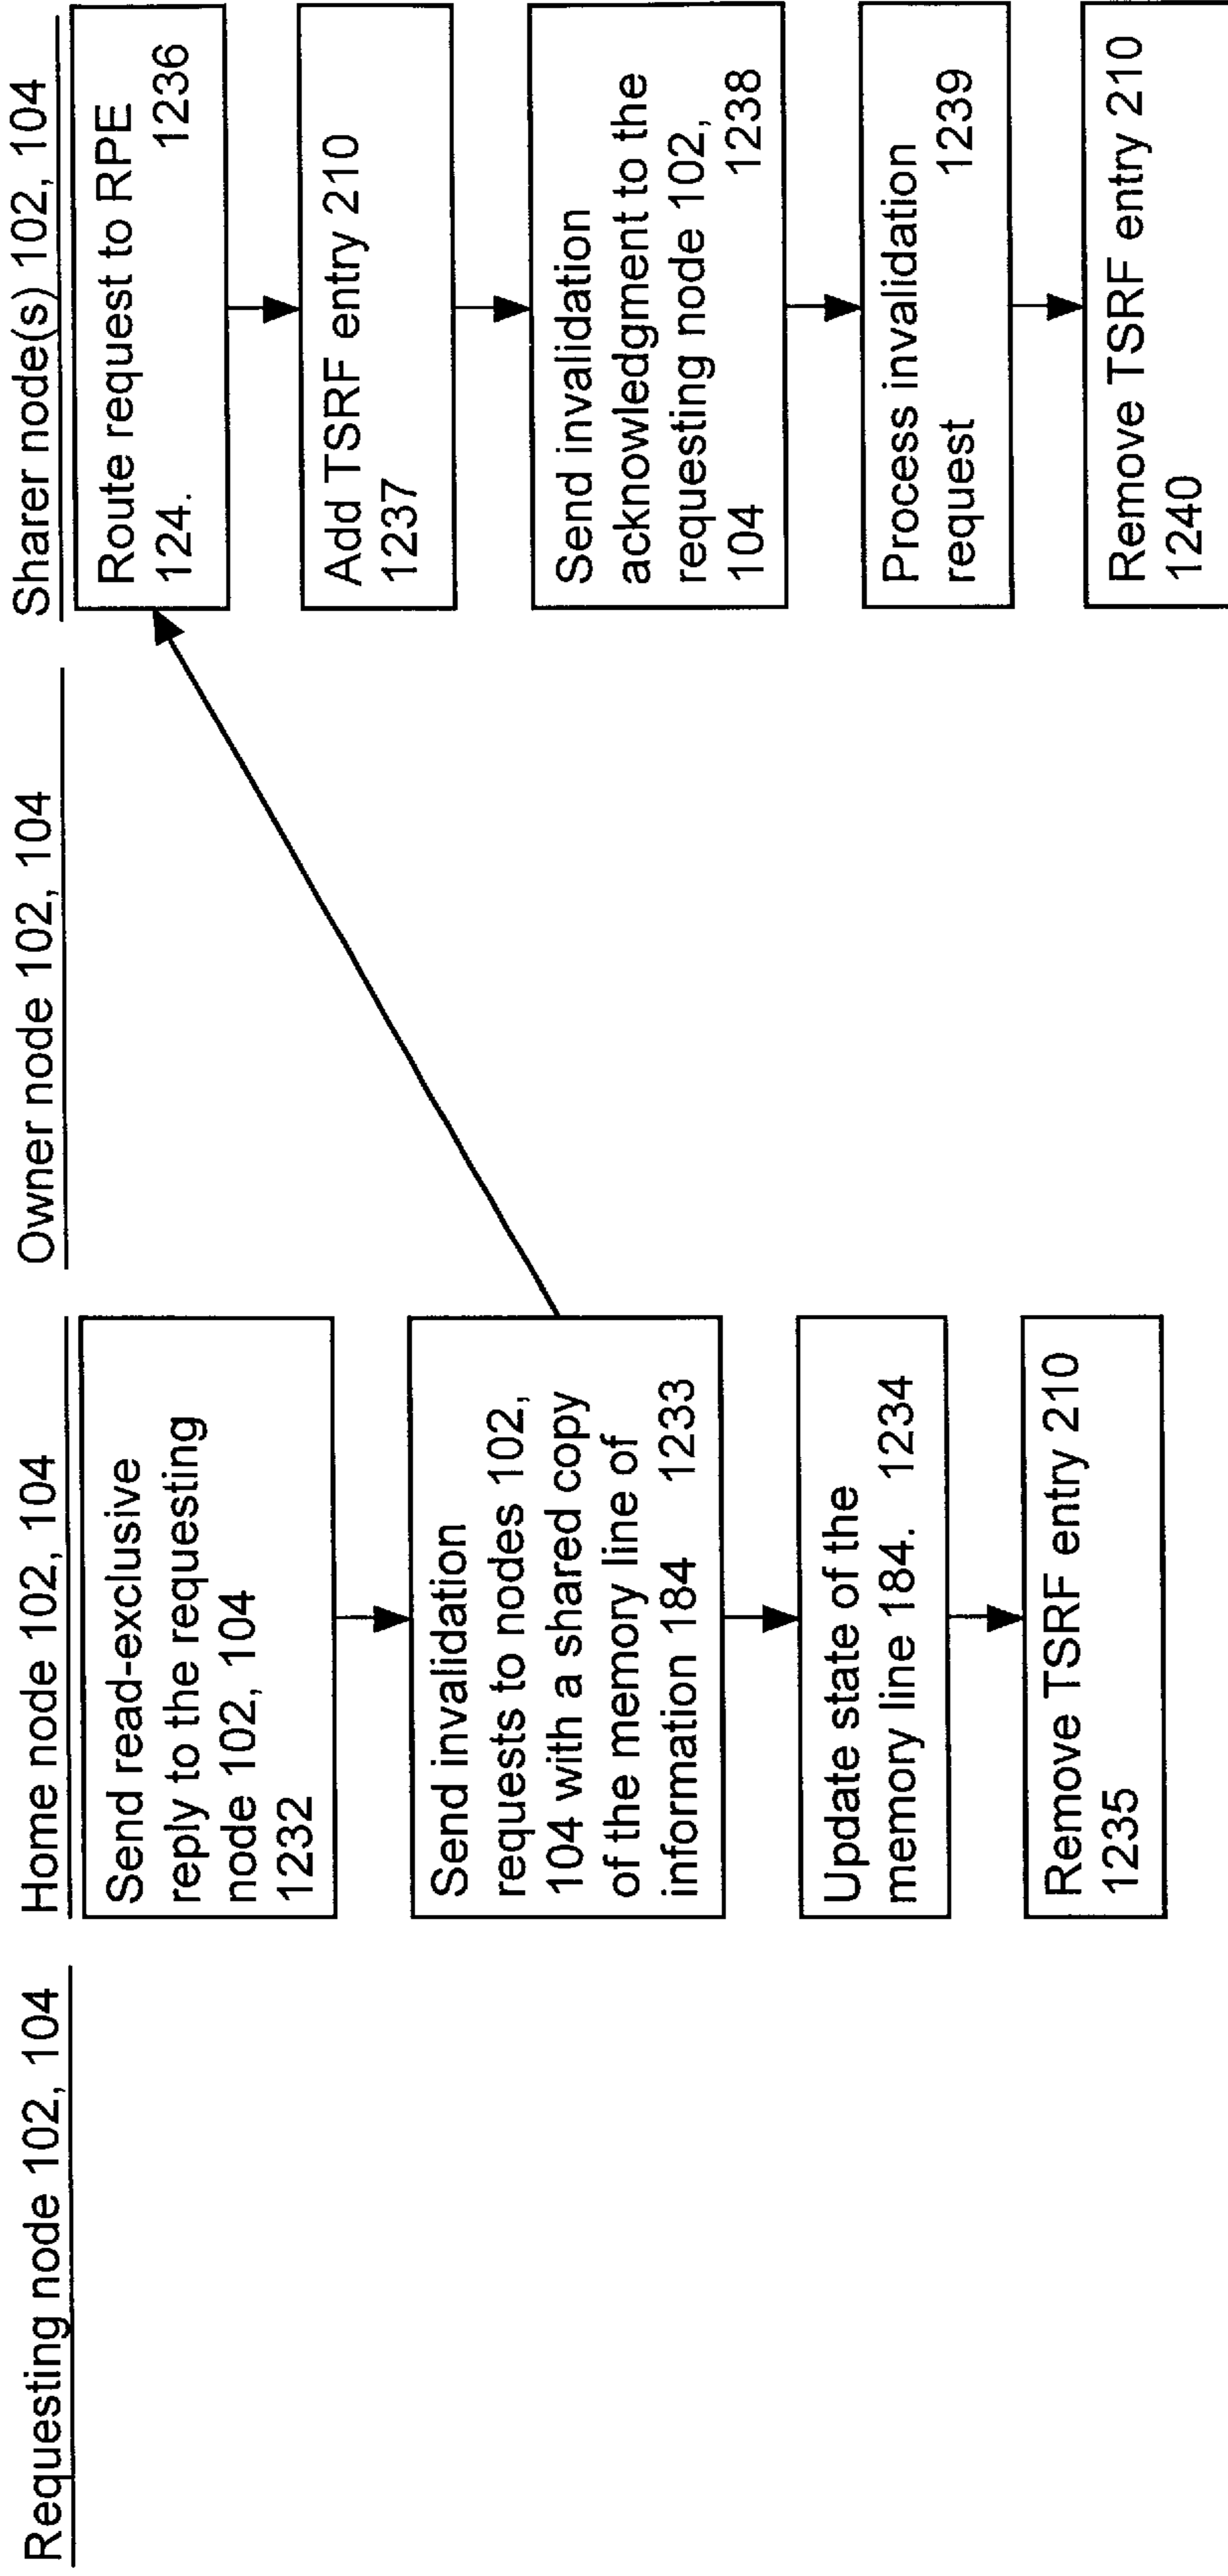 Requesting node 102, 104
Home node 102, 104
Owner node 102, 104
Sharer node(s) 102, 104
Send read-exclusive
reply to the requesting
node 102, 104
1232
Send invalidation
requests to nodes 102,
104 with a shared copy
of the memory line of
information 184 1233
Update state of the
memory line 184. 1234
Remove TSRF entry 210
1235
Route request to RPE
124. 1236
Add TSRF entry 210
1237
Send invalidation
acknowledgment to the
requesting node 102,
104 1238
Process invalidation
request 1239
Remove TSRF entry 210
1240